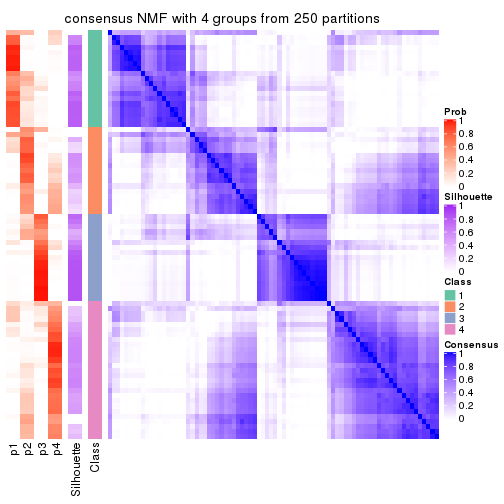 consensus NMF with 4 groups from 250 partitions
Prob
1
0.8
0.6
0.4
0.2
0
Silhouette
1
0.8
0.6
0.4
0.2
0
Class
1
2
3
4
Consensus
1
0.8
0.6
0.4
0.2
0
p1
p2
p3
p4
Silhouette
Class